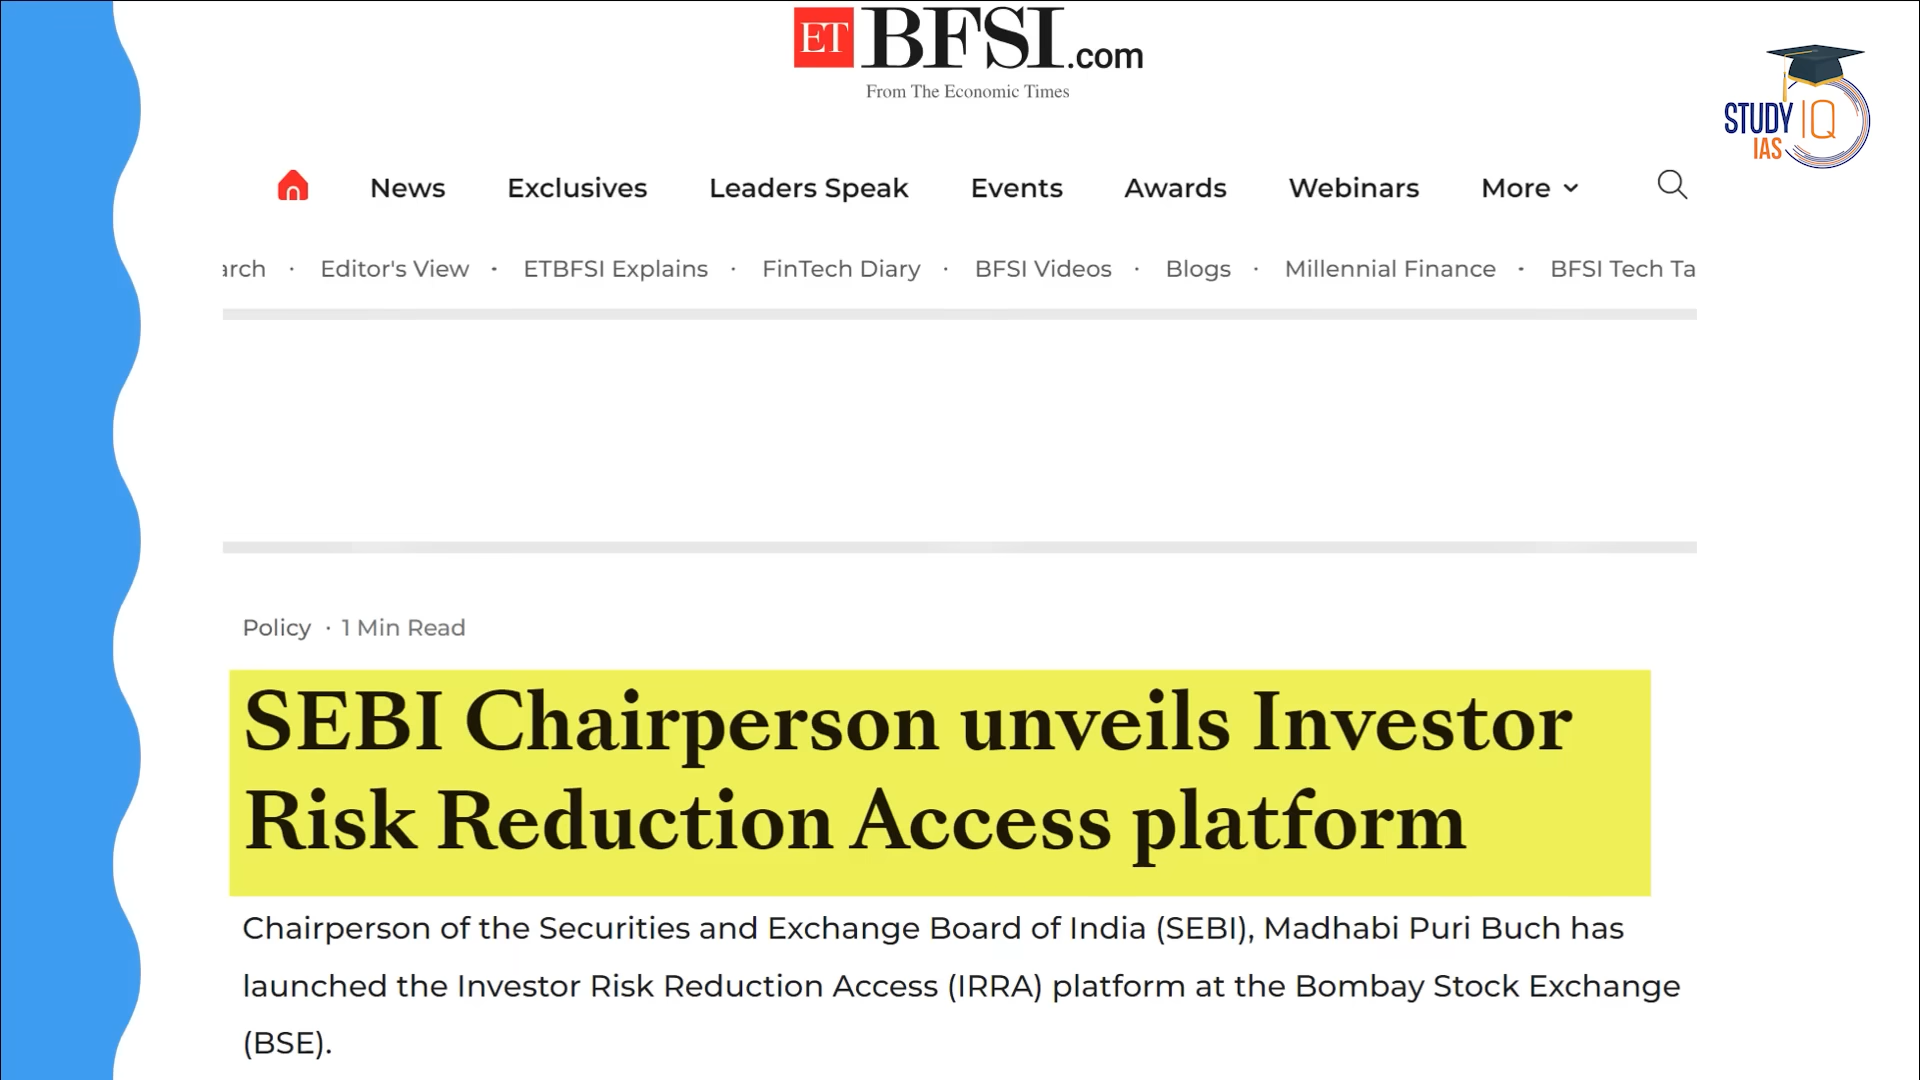 ET BFSI.com
From The Economic Times
STUDY IQ
IAS
News Exclusives Leaders Speak Events Awards Webinars More
arch · Editor's View · ETBFSI Explains · FinTech Diary · BFSI Videos · Blogs · Millennial Finance · BFSI Tech Ta
Policy · 1 Min Read
SEBI Chairperson unveils Investor
Risk Reduction Access platform
Chairperson of the Securities and Exchange Board of India (SEBI), Madhabi Puri Buch has
launched the Investor Risk Reduction Access (IRRA) platform at the Bombay Stock Exchange
(BSE).